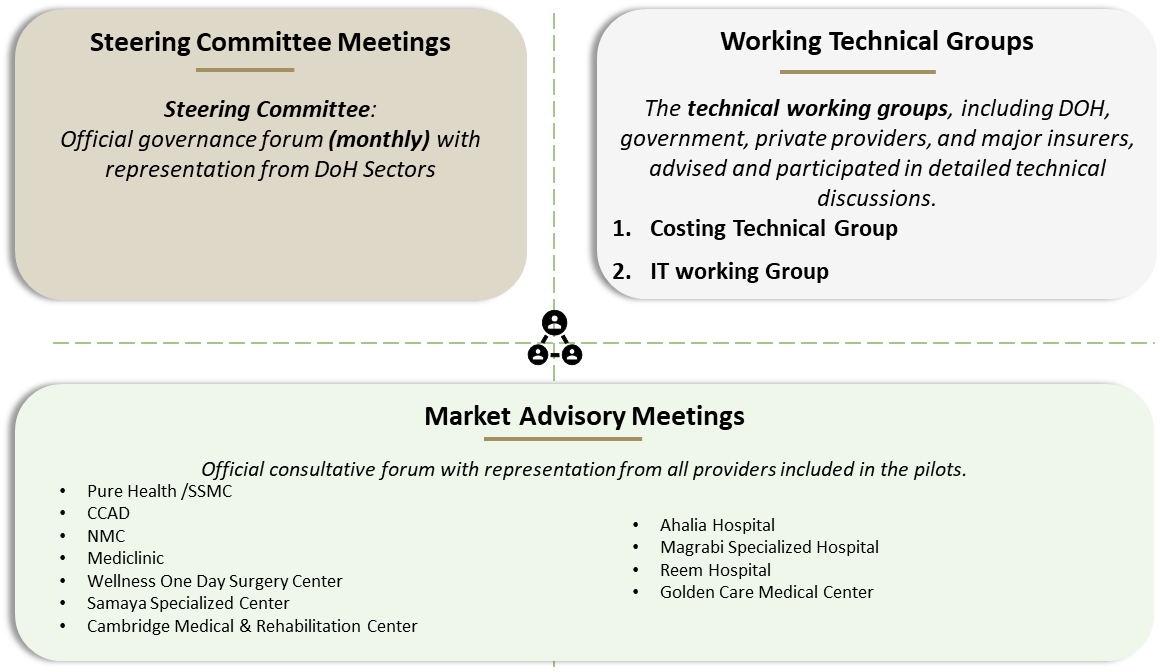 Steering Committee Meetings
Steering Committee:
Official governance forum (monthly) with
representation from DoH Sectors
Working Technical Groups
The technical working groups, including DOH,
government, private providers, and major insurers,
advised and participated in detailed technical
discussions.
1. Costing Technical Group
2. IT working Group
Market Advisory Meetings
Official consultative forum with representation from all providers included in the pilots.
• Pure Health /SSMC
• CCAD
• NMC
• Mediclinic
• Wellness One Day Surgery Center
• Samaya Specialized Center
• Cambridge Medical & Rehabilitation Center
• Ahalia Hospital
• Magrabi Specialized Hospital
• Reem Hospital
• Golden Care Medical Center